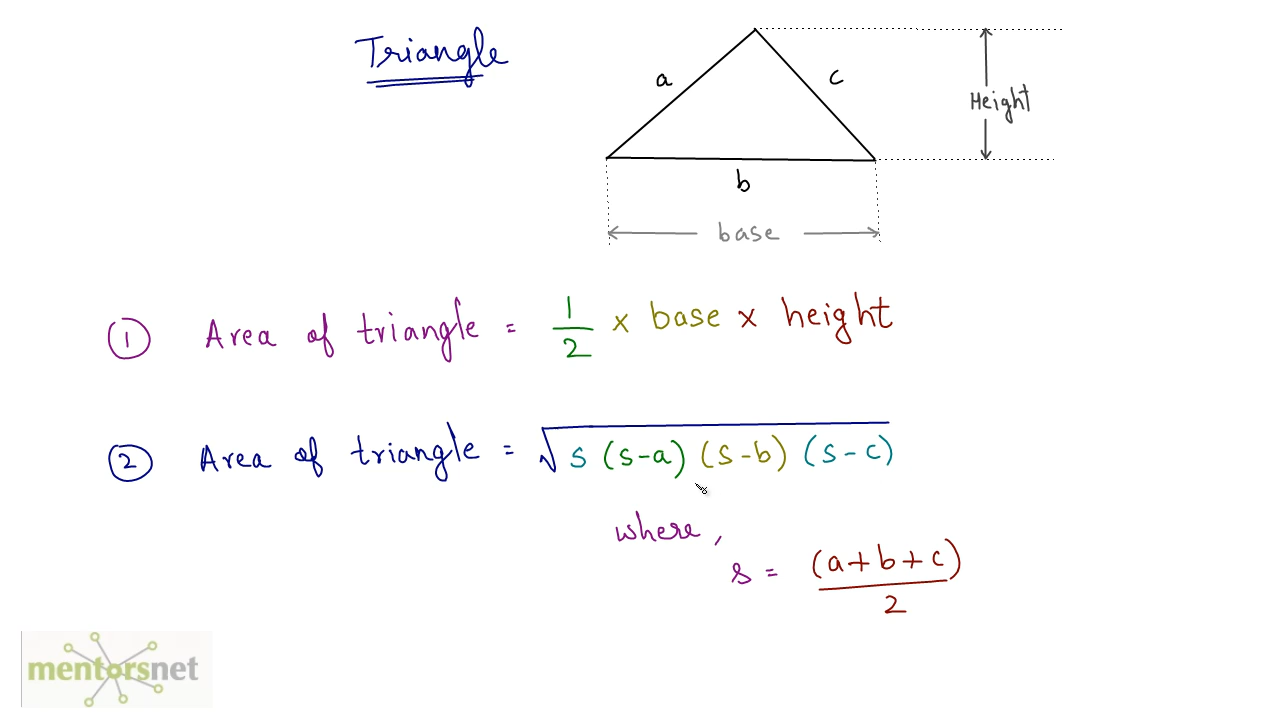 Triangle
a
c
Height
b
base
① Area of triangle = 1/2 × base × height
② Area of triangle = √s (s-a) (s-b) (s-c)
where,
s = (a+b+c)/2
mentorsnet